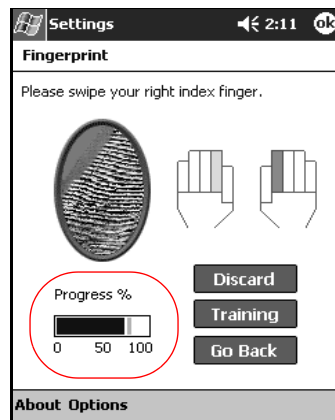 Settings 2:11 ok
Fingerprint
Please swipe your right index finger.
Progress %
0 50 100
Discard
Training
Go Back
About Options